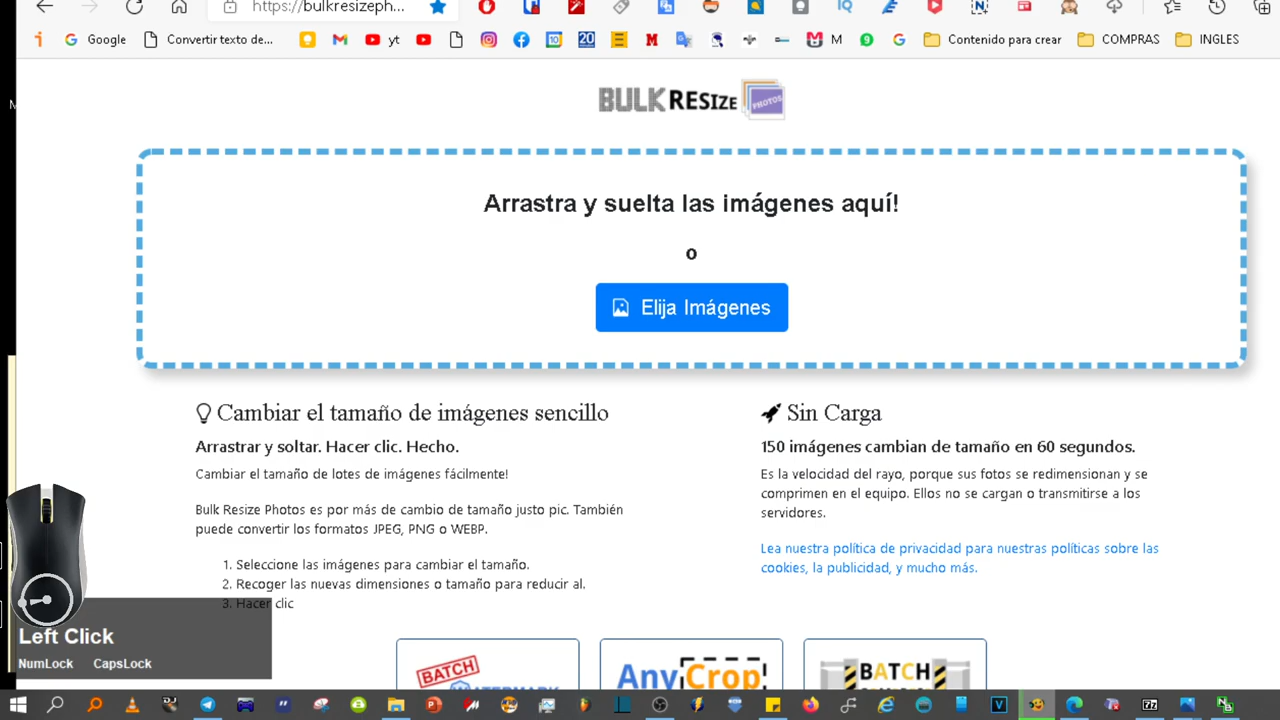 https://bulkresizeph...
Google
Convertir texto de...
yt
20
M
9
Contenido para crear
COMPRAS
INGLES
BULK RESIZE PHOTOS
Arrastra y suelta las imágenes aquí!
o
Elija Imágenes
Cambiar el tamaño de imágenes sencillo
Arrastrar y soltar. Hacer clic. Hecho.
Cambiar el tamaño de lotes de imágenes fácilmente!
Bulk Resize Photos es por más de cambio de tamaño justo pic. También
puede convertir los formatos JPEG, PNG o WEBP.
1. Seleccione las imágenes para cambiar el tamaño.
2. Recoger las nuevas dimensiones o tamaño para reducir al.
3. Hacer clic
Sin Carga
150 imágenes cambian de tamaño en 60 segundos.
Es la velocidad del rayo, porque sus fotos se redimensionan y se
comprimen en el equipo. Ellos no se cargan o transmitirse a los
servidores.
Lea nuestra política de privacidad para nuestras políticas sobre las
cookies, la publicidad, y mucho más.
Left Click
NumLock CapsLock
BATCH
AnyCrop
BATCH